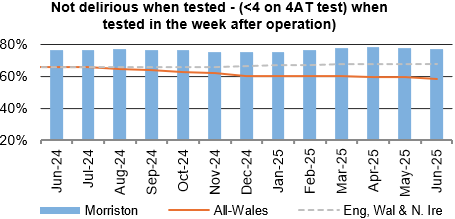 Not delirious when tested - (<4 on 4AT test) when
tested in the week after operation)
80%
60%
40%
20%
Jun-24
Jul-24
Aug-24
Sep-24
Oct-24
Nov-24
Dec-24
Jan-25
Feb-25
Mar-25
Apr-25
May-25
Jun-25
Morriston All-Wales Eng, Wal & N. Ire